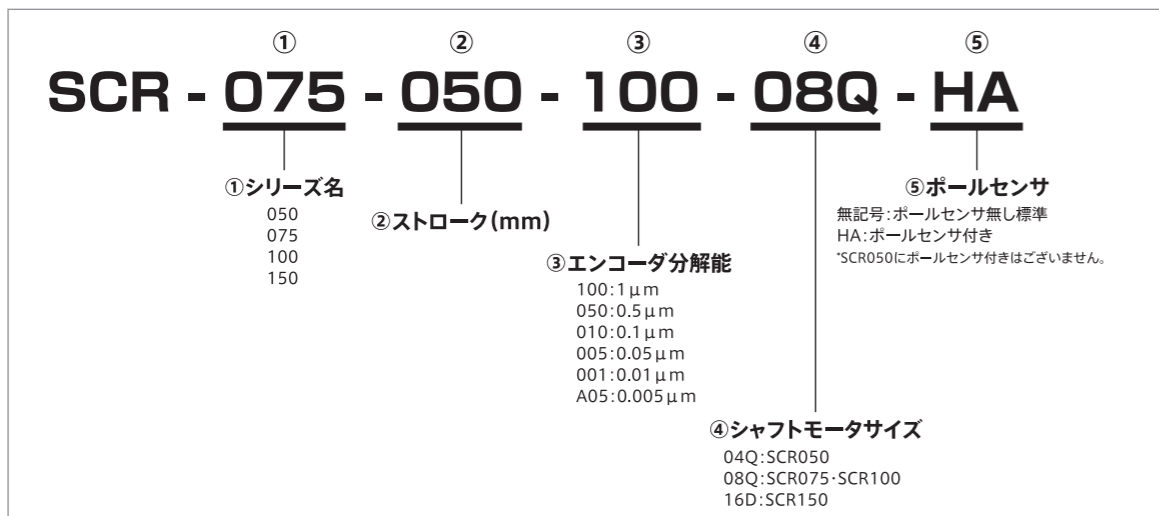 ① ② ③ ④ ⑤
SCR - 075 - 050 - 100 - 08Q - HA
①シリーズ名
050
075
100
150
②ストローク(mm)
③エンコーダ分解能
100:1μm
050:0.5μm
010:0.1μm
005:0.05μm
001:0.01μm
A05:0.005μm
④シャフトモータサイズ
04Q:SCR050
08Q:SCR075･SCR100
16D:SCR150
⑤ポールセンサ
無記号:ポールセンサ無し標準
HA:ポールセンサ付き
*SCR050にポールセンサ付きはございません。